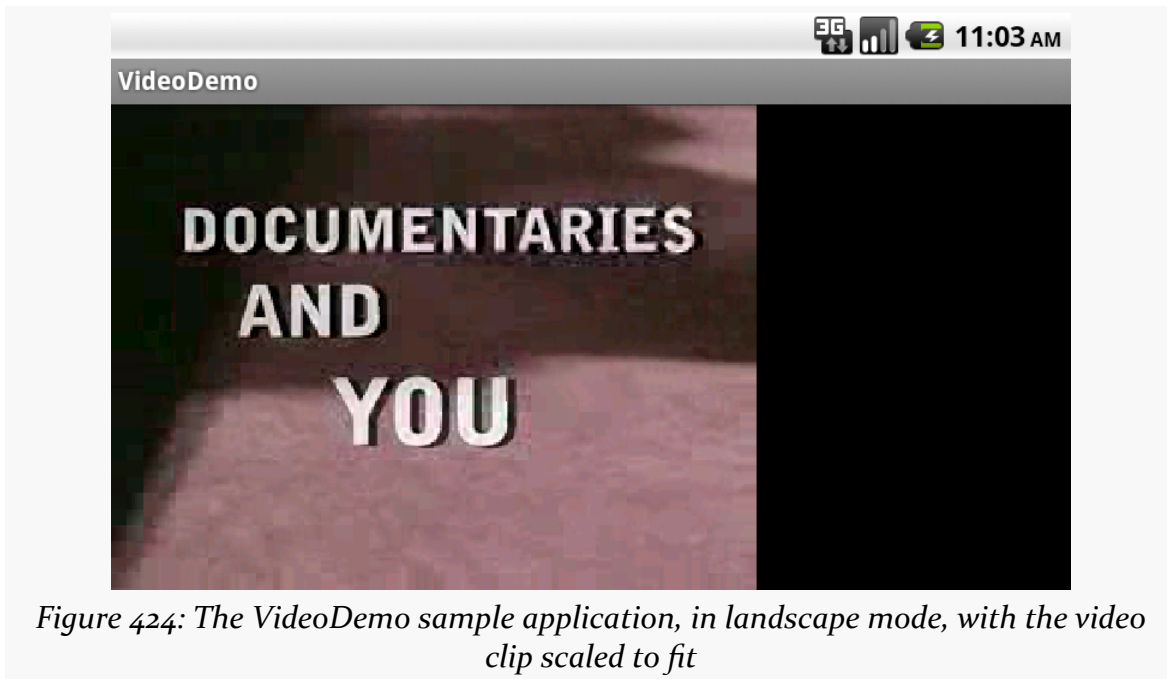 3G 11:03 AM
VideoDemo
DOCUMENTARIES
AND
YOU
Figure 424: The VideoDemo sample application, in landscape mode, with the video
clip scaled to fit